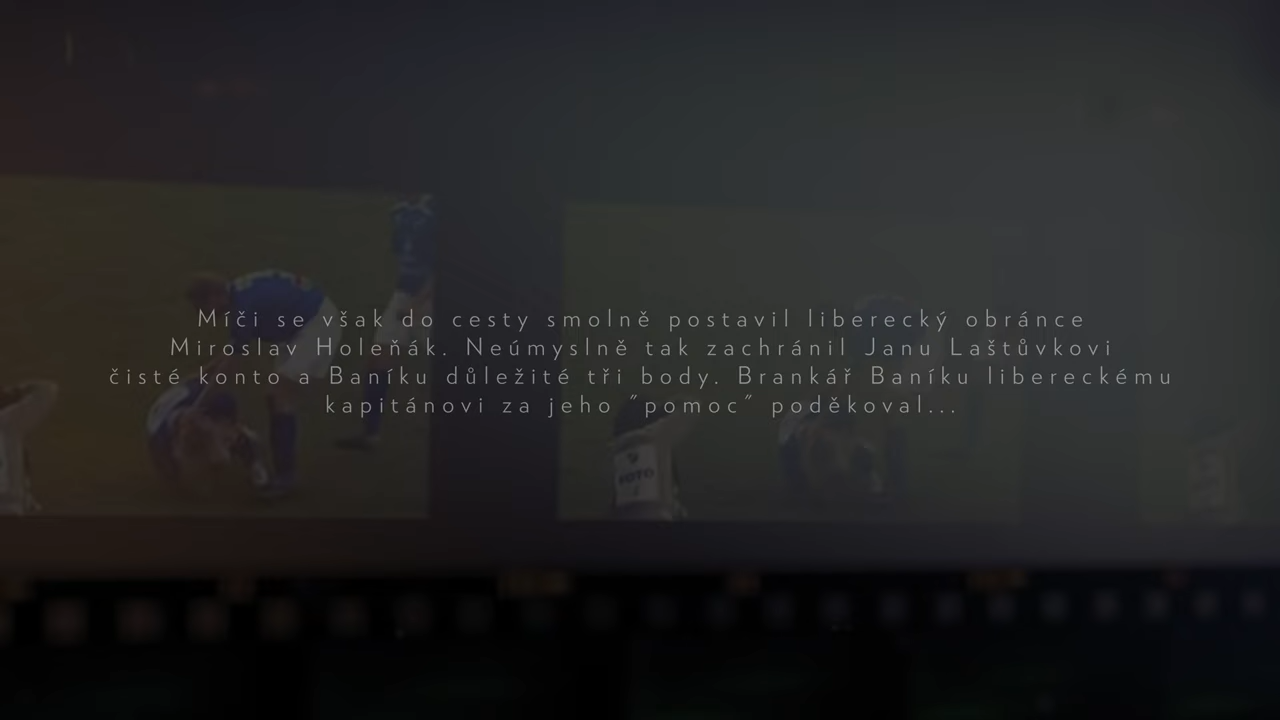 Míči se však do cesty smolně postavil liberecký obránce
Miroslav Holeňák. Neúmyslně tak zachránil Janu Laštůvkovi
čisté konto a Baníku důležité tři body. Brankář Baníku libereckému
kapitánovi za jeho "pomoc" poděkoval...